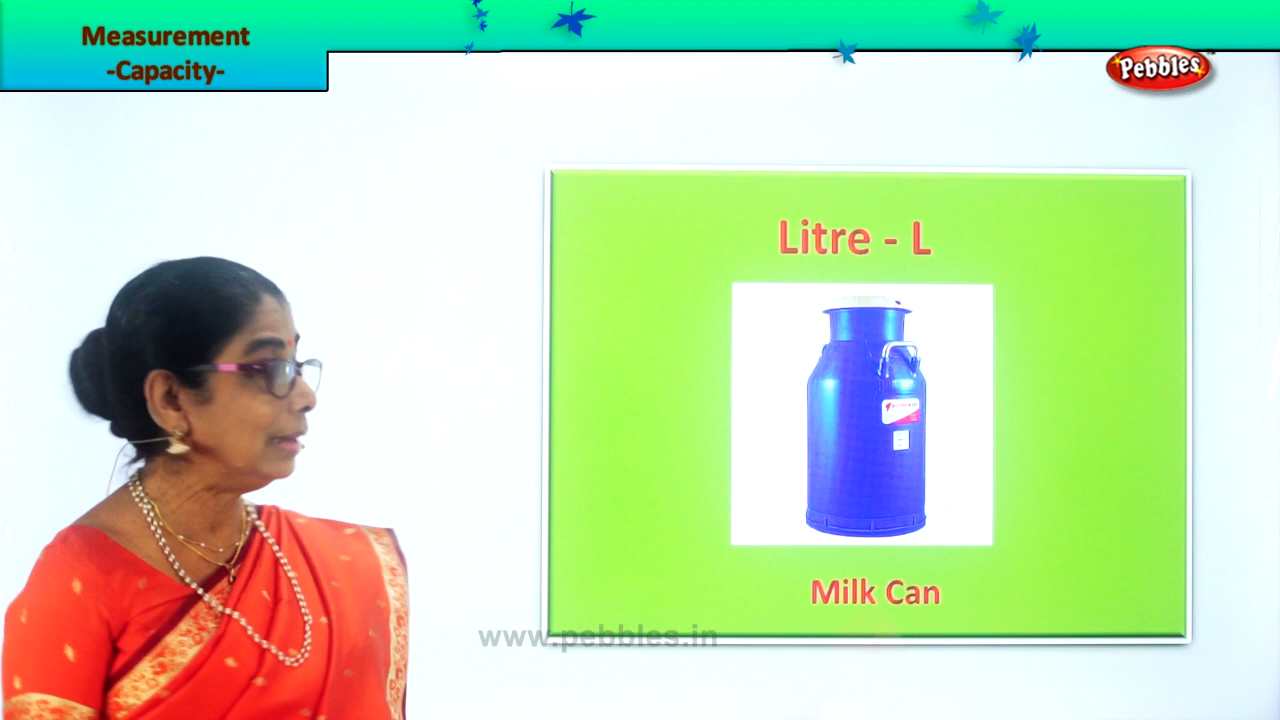 Measurement
-Capacity-
Pebbles
Litre - L
Milk Can
www.pebbles.in